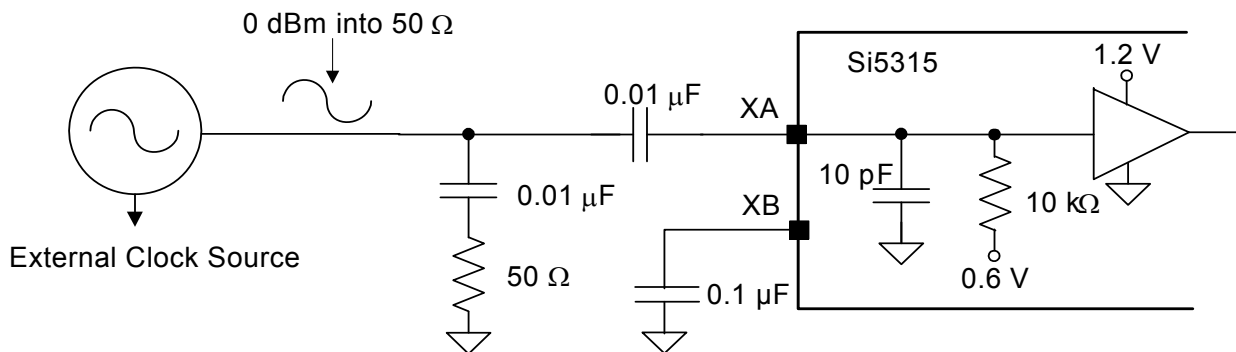 0 dBm into 50 Ω
1.2 V
Si5315
0.01 μF
XA
10 pF
0.01 μF
XB
10 kΩ
External Clock Source
50 Ω
0.1 µF
0.6 V